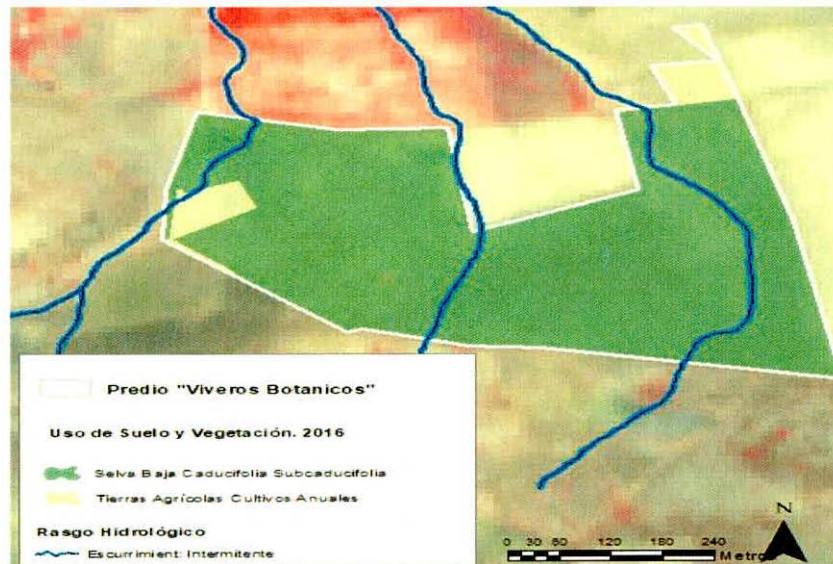 Predio "Viveros Botanicos"
Uso de Suelo y Vegetación. 2016
Selva Baja Caducifolia Subcaducifolia
Tierras Agrícolas Cultivos Anuales
Rasgo Hidrológico
Escurrimient: Intermitente
N
0 30 60 120 180 240
Metros